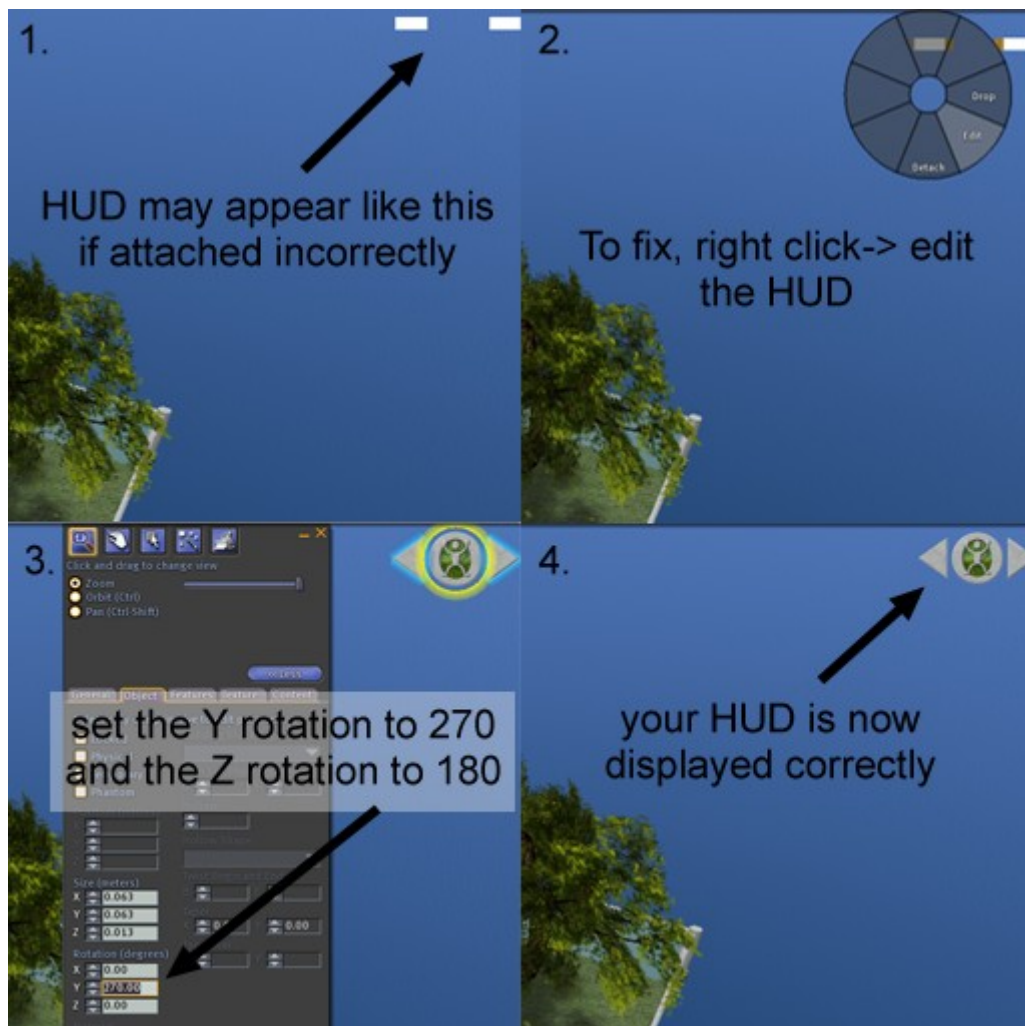 1.
HUD may appear like this
if attached incorrectly
2.
Drop
Edit
Detach
To fix, right click-> edit
the HUD
3.
Click and drag to change view
Zoom
Orbit (Ctrl)
Pan (Ctrl-Shift)
<< Less
General Object Features Texture Content
set the Y rotation to 270
and the Z rotation to 180
Phantom
Size (meters)
X 0.063
Y 0.063
Z 0.013
0.00
Rotation (degrees)
X 0.00
Y 270.00
Z 0.00
4.
your HUD is now
displayed correctly